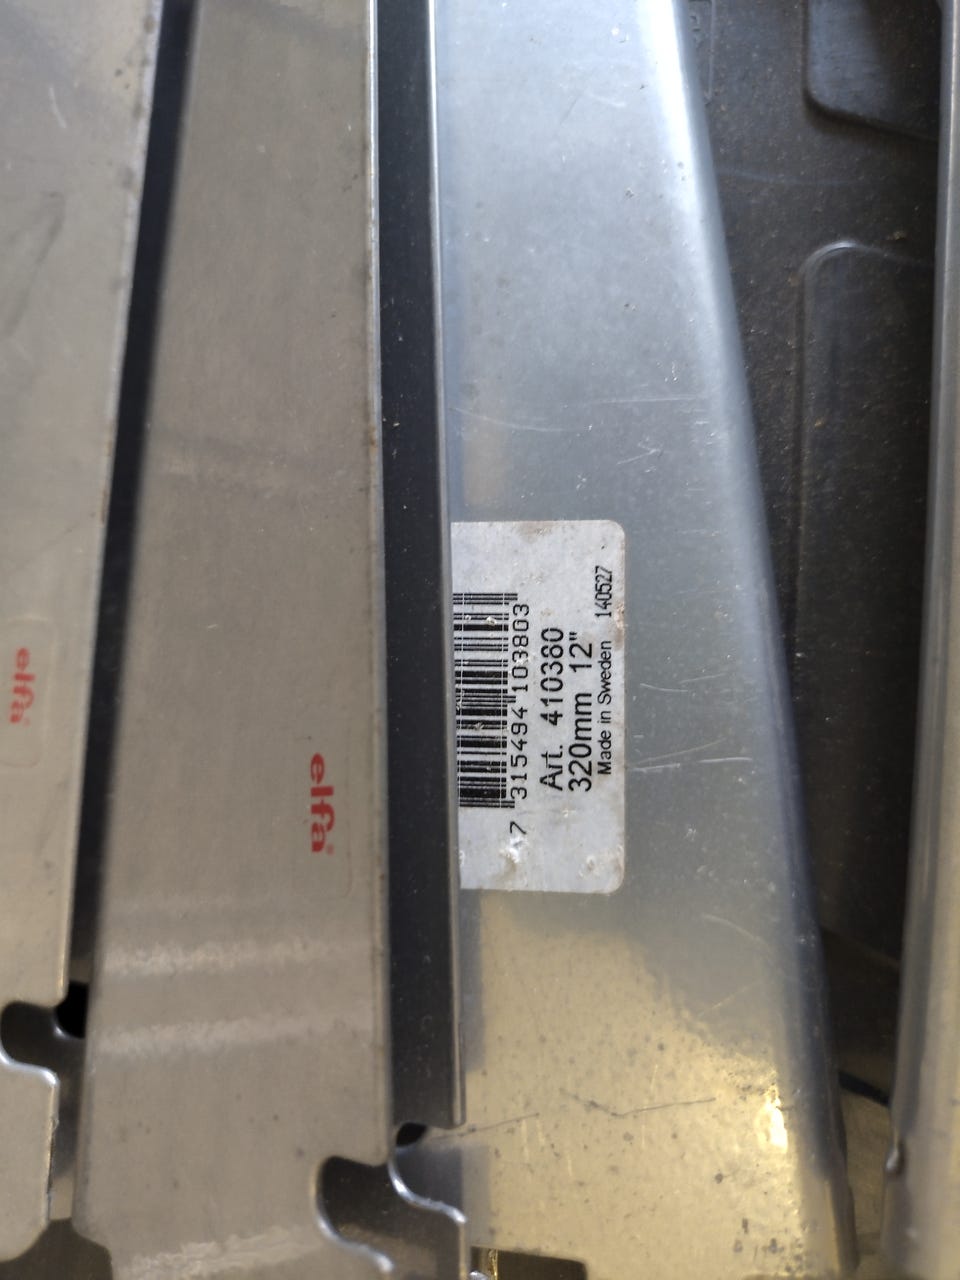 elfa
elfa®
7 315494 103803
Art. 410380
320mm 12"
Made in Sweden 140527